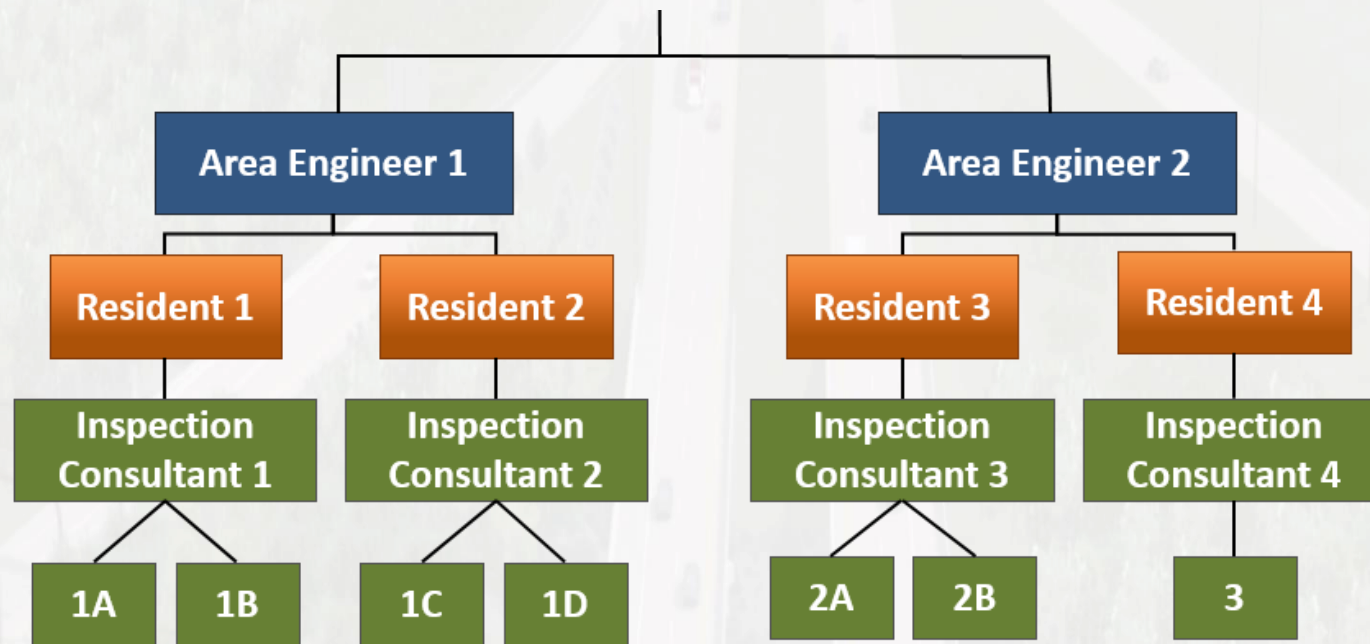 Area Engineer 1
Area Engineer 2
Resident 1
Resident 2
Resident 3
Resident 4
Inspection
Consultant 1
Inspection
Consultant 2
Inspection
Consultant 3
Inspection
Consultant 4
1A
1B
1C
1D
2A
2B
3